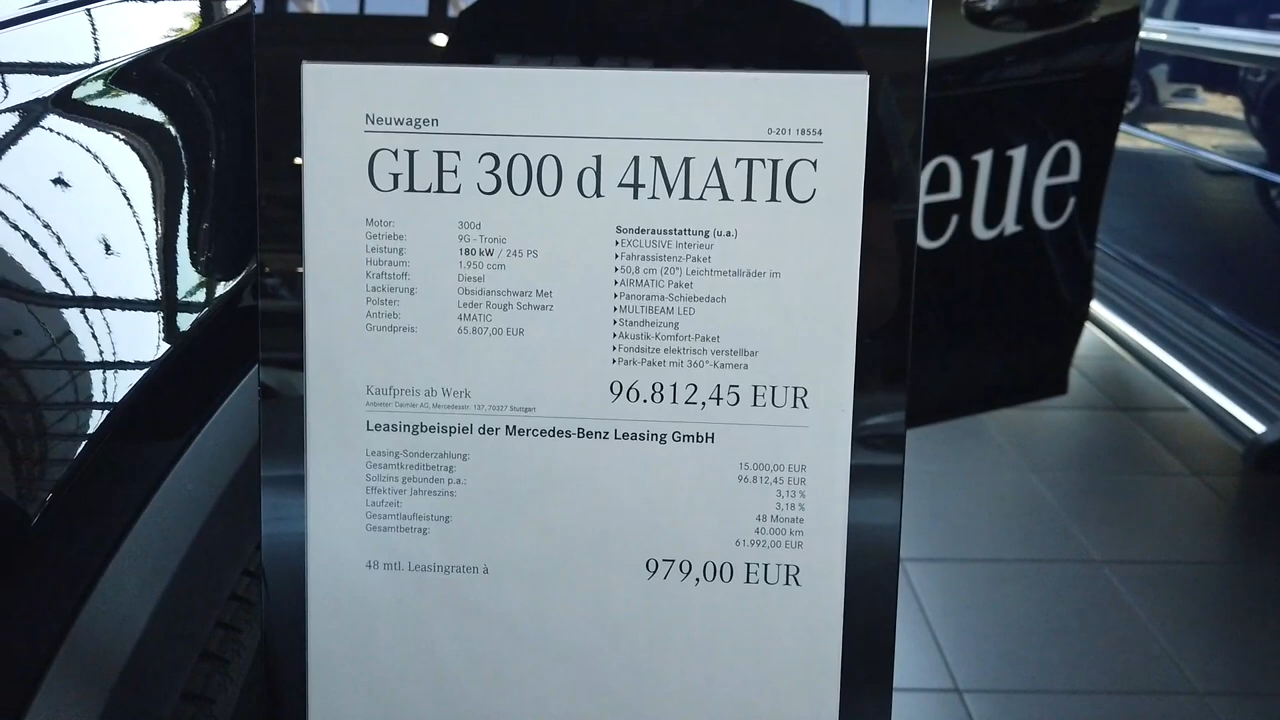 Neuwagen
0-201 18554
GLE 300 d 4MATIC
Motor: 300d
Getriebe: 9G - Tronic
Leistung: 180 kW / 245 PS
Hubraum: 1.950 ccm
Kraftstoff: Diesel
Lackierung: Obsidianschwarz Met
Polster: Leder Rough Schwarz
Antrieb: 4MATIC
Grundpreis: 65.807,00 EUR
Sonderausstattung (u.a.)
EXCLUSIVE Interieur
Fahrassistenz-Paket
50,8 cm (20") Leichtmetallräder im
AIRMATIC Paket
Panorama-Schiebedach
MULTIBEAM LED
Standheizung
Akustik-Komfort-Paket
Fondsitze elektrisch verstellbar
Park-Paket mit 360°-Kamera
Kaufpreis ab Werk 96.812,45 EUR
Anbieter: Daimler AG, Mercedesstr. 137, 70327 Stuttgart
Leasingbeispiel der Mercedes-Benz Leasing GmbH
Leasing-Sonderzahlung: 15.000,00 EUR
Gesamtkreditbetrag: 96.812,45 EUR
Sollzins gebunden p.a.: 3,13 %
Effektiver Jahreszins: 3,18 %
Laufzeit: 48 Monate
Gesamtlaufleistung: 40.000 km
Gesamtbetrag: 61.992,00 EUR
48 mtl. Leasingraten à 979,00 EUR
eue